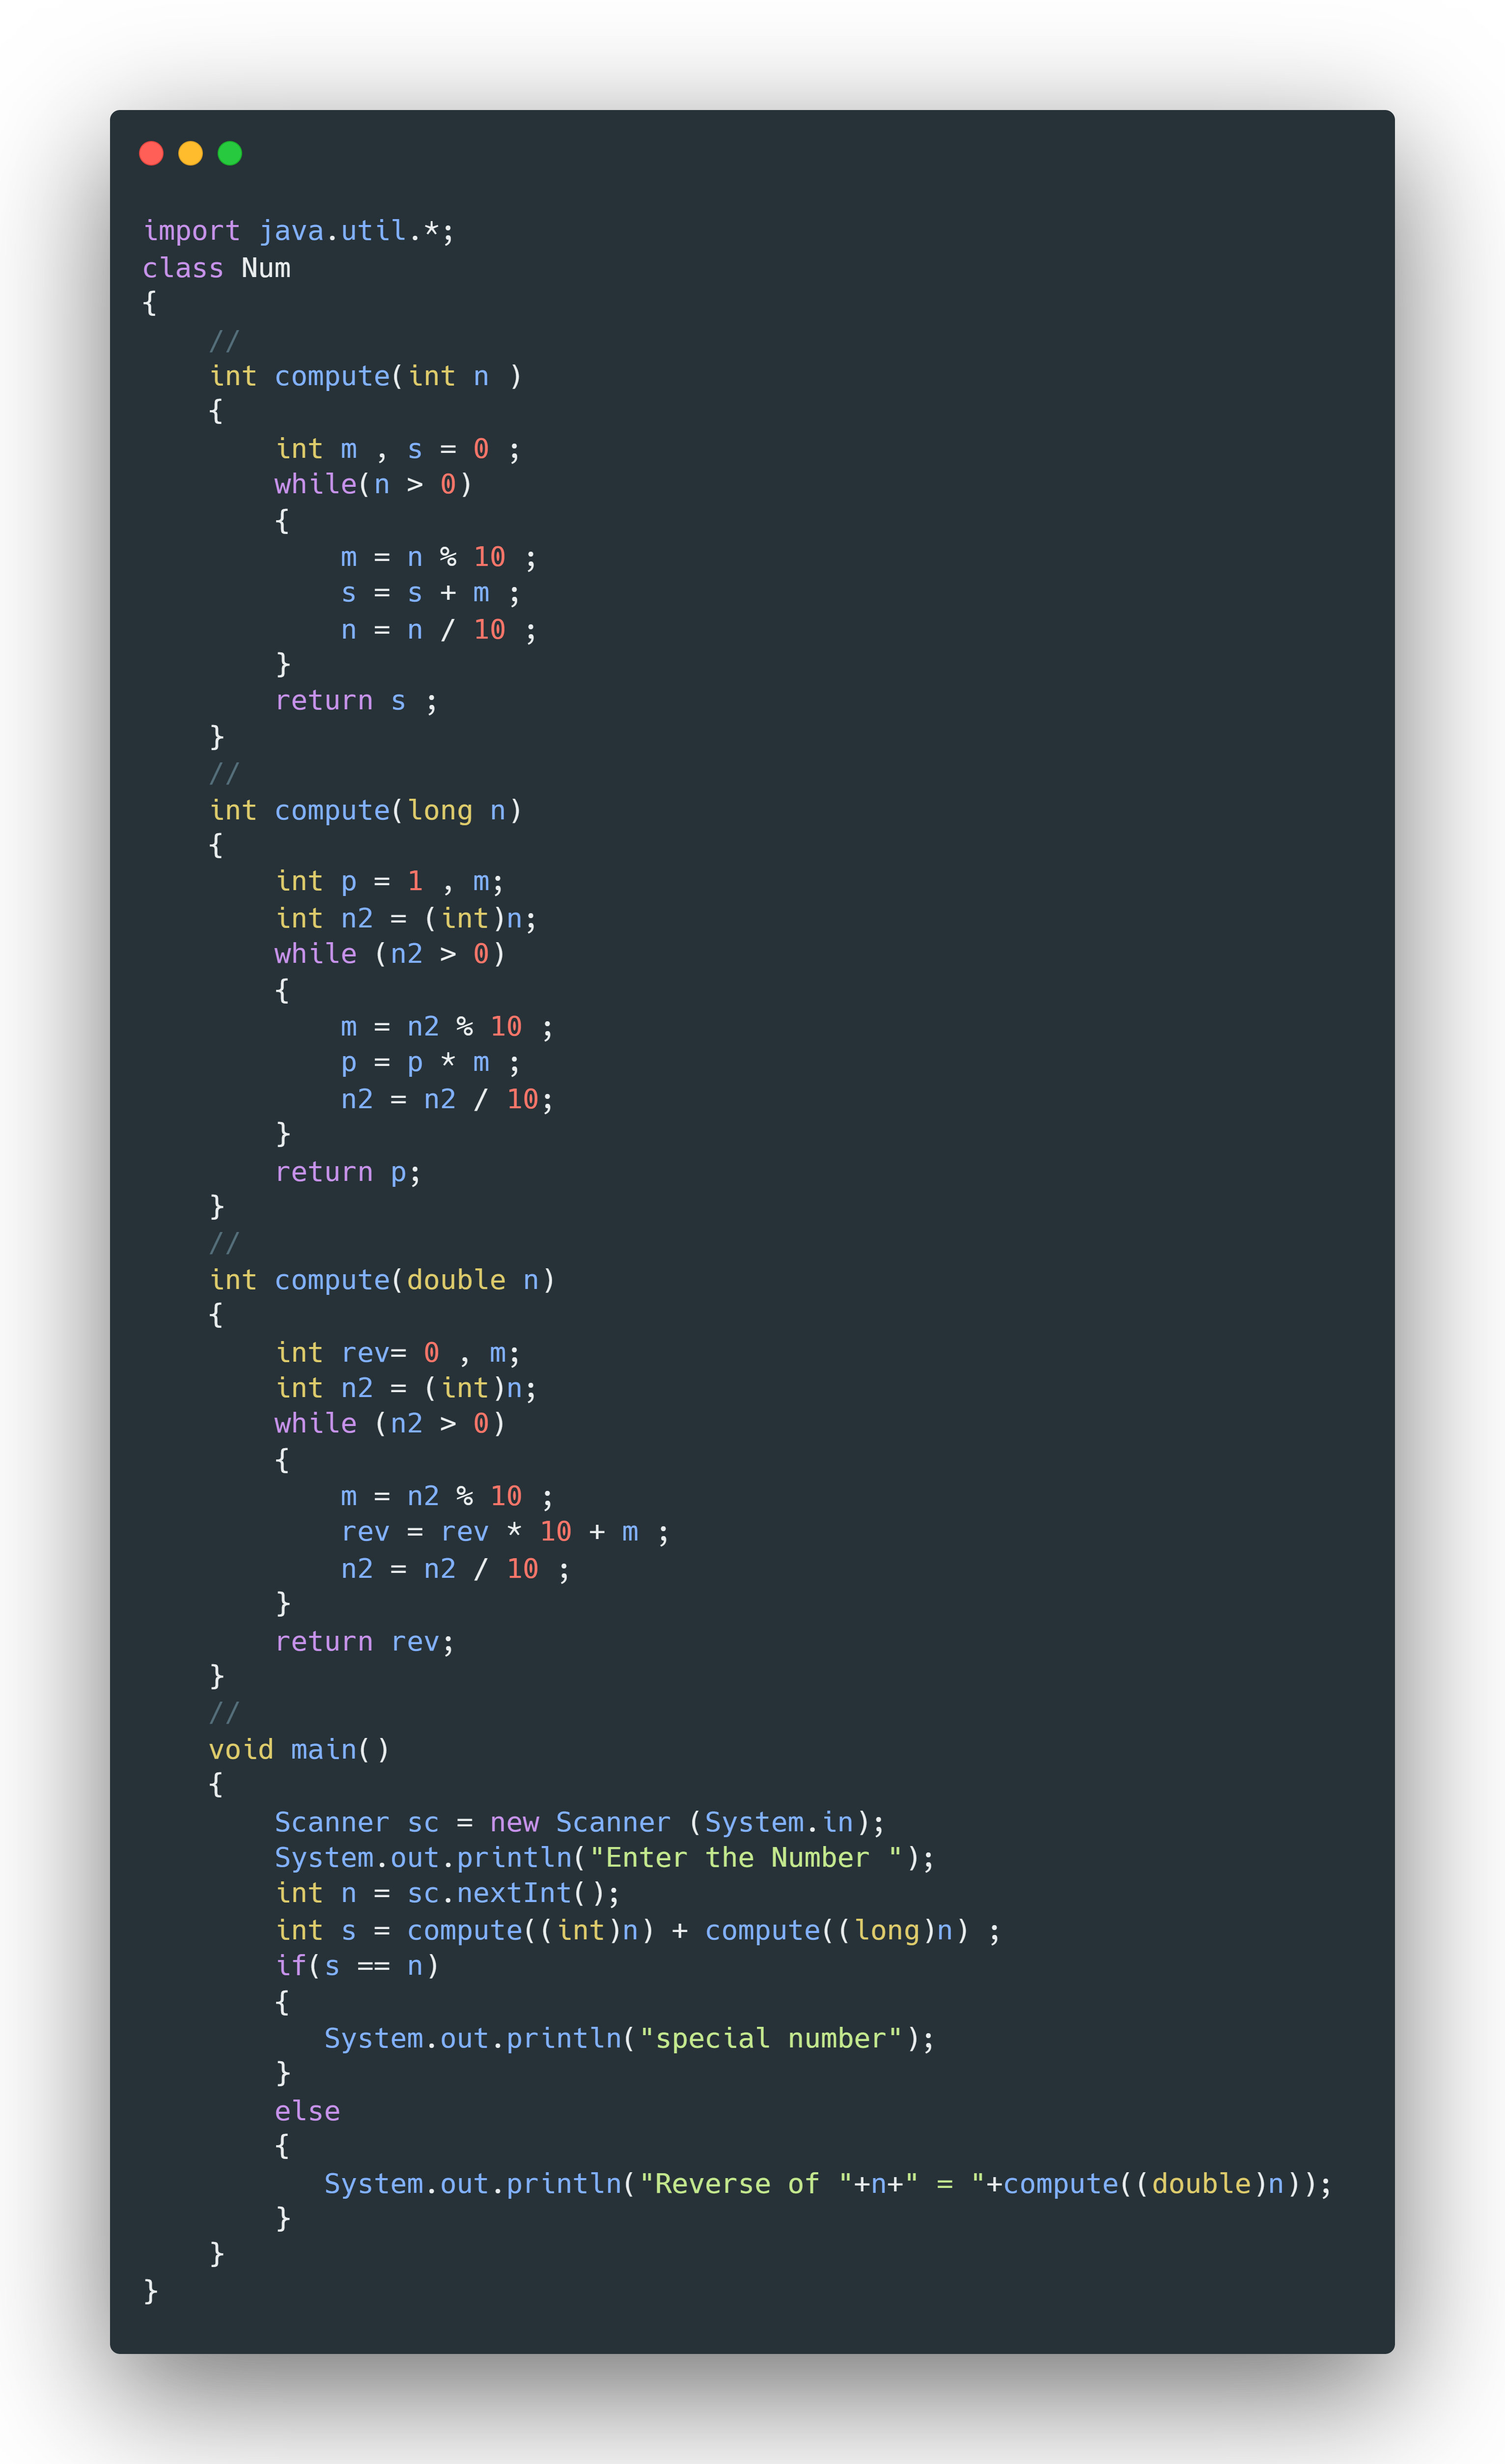 import java.util.*;
class Num
{
    //
    int compute(int n )
    {
        int m , s = 0 ;
        while(n > 0)
        {
            m = n % 10 ;
            s = s + m ;
            n = n / 10 ;
        }
        return s ;
    }
    //
    int compute(long n)
    {
        int p = 1 , m;
        int n2 = (int)n;
        while (n2 > 0)
        {
            m = n2 % 10 ;
            p = p * m ;
            n2 = n2 / 10;
        }
        return p;
    }
    //
    int compute(double n)
    {
        int rev= 0 , m;
        int n2 = (int)n;
        while (n2 > 0)
        {
            m = n2 % 10 ;
            rev = rev * 10 + m ;
            n2 = n2 / 10 ;
        }
        return rev;
    }
    //
    void main()
    {
        Scanner sc = new Scanner (System.in);
        System.out.println("Enter the Number ");
        int n = sc.nextInt();
        int s = compute((int)n) + compute((long)n) ;
        if(s == n)
        {
           System.out.println("special number");
        }
        else
        {
           System.out.println("Reverse of "+n+" = "+compute((double)n));
        }
    }
}